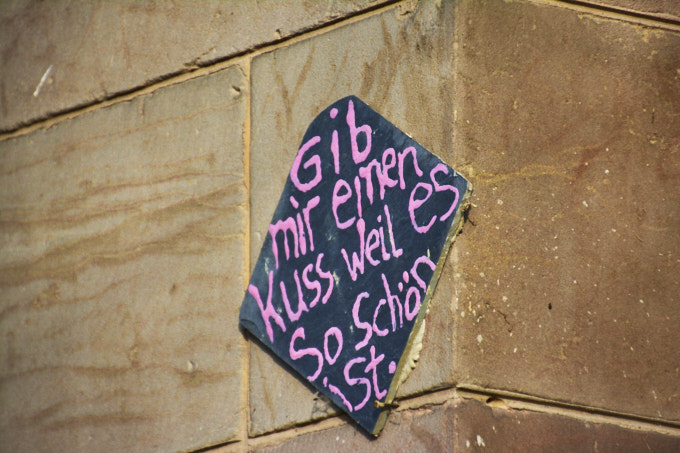 Gib
mir einen
Kuss weil es
so schön
ist.